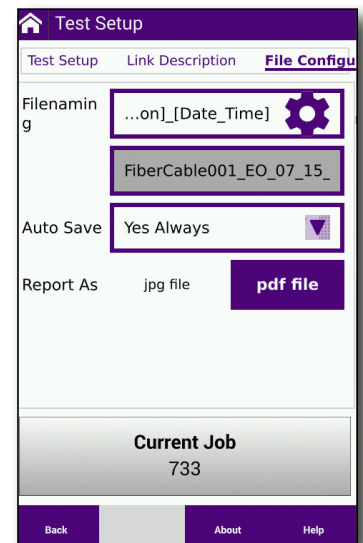 Test Setup
Test Setup Link Description File Configu
Filenamin
g
...on]_[Date_Time]
FiberCable001_EO_07_15_
Auto Save Yes Always
Report As jpg file pdf file
Current Job
733
Back About Help